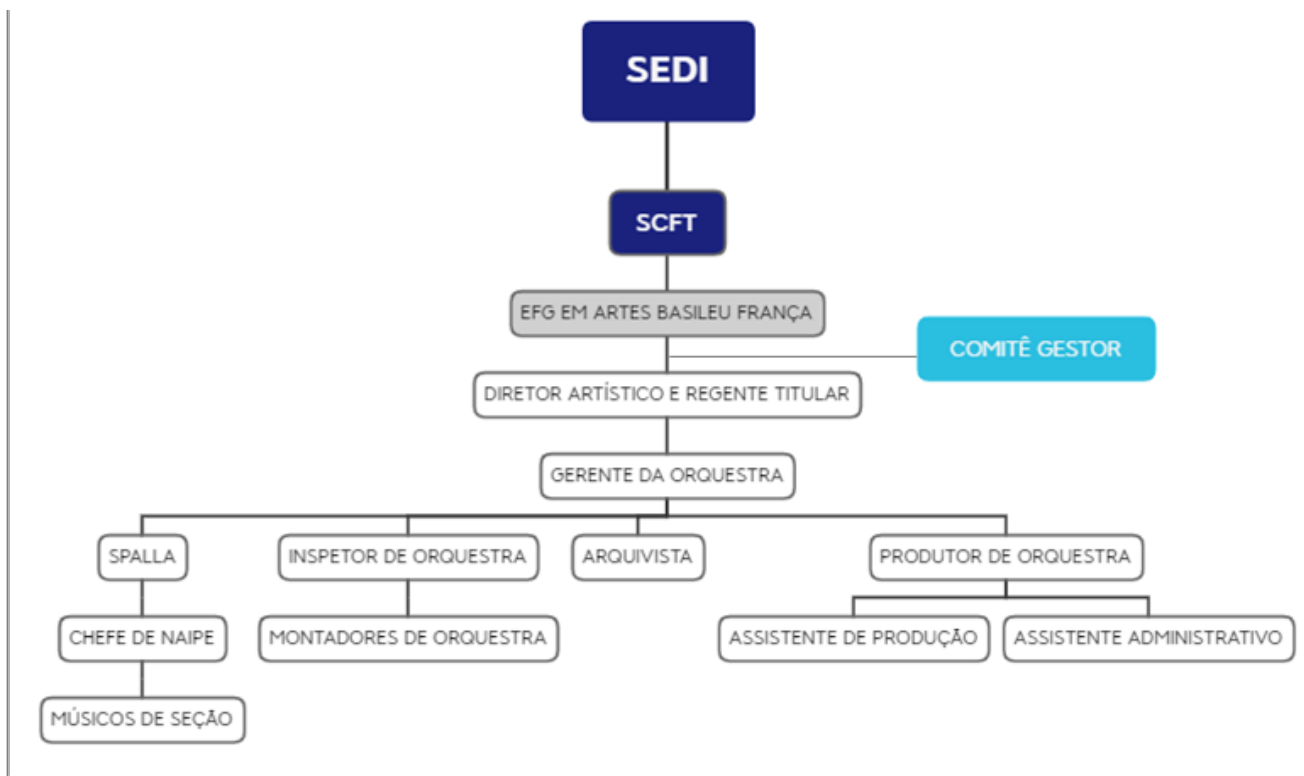 SEDI
SCFT
EFG EM ARTES BASILEU FRANÇA
COMITÊ GESTOR
DIRETOR ARTÍSTICO E REGENTE TITULAR
GERENTE DA ORQUESTRA
SPALLA
INSPETOR DE ORQUESTRA
ARQUIVISTA
PRODUTOR DE ORQUESTRA
CHEFE DE NAIPE
MONTADORES DE ORQUESTRA
ASSISTENTE DE PRODUÇÃO
ASSISTENTE ADMINISTRATIVO
MÚSICOS DE SEÇÃO